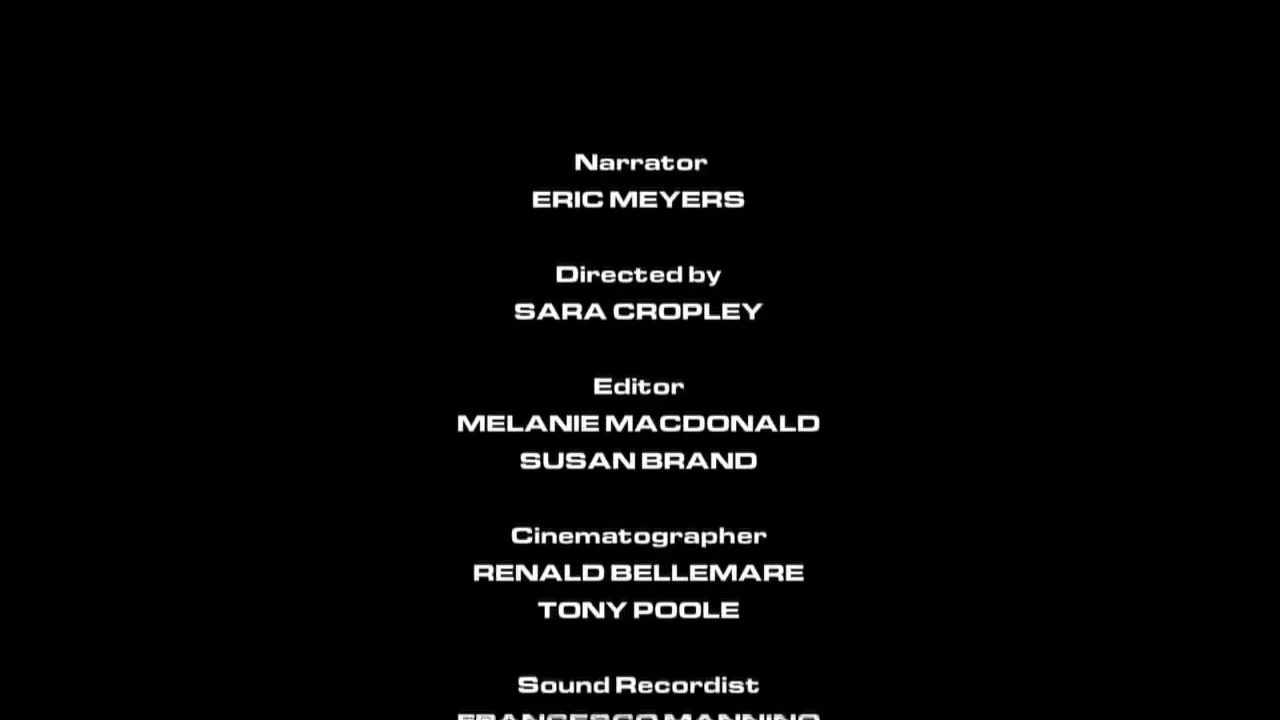 Narrator
ERIC MEYERS
Directed by
SARA CROPLEY
Editor
MELANIE MACDONALD
SUSAN BRAND
Cinematographer
RENALD BELLEMARE
TONY POOLE
Sound Recordist
FRANCESCO